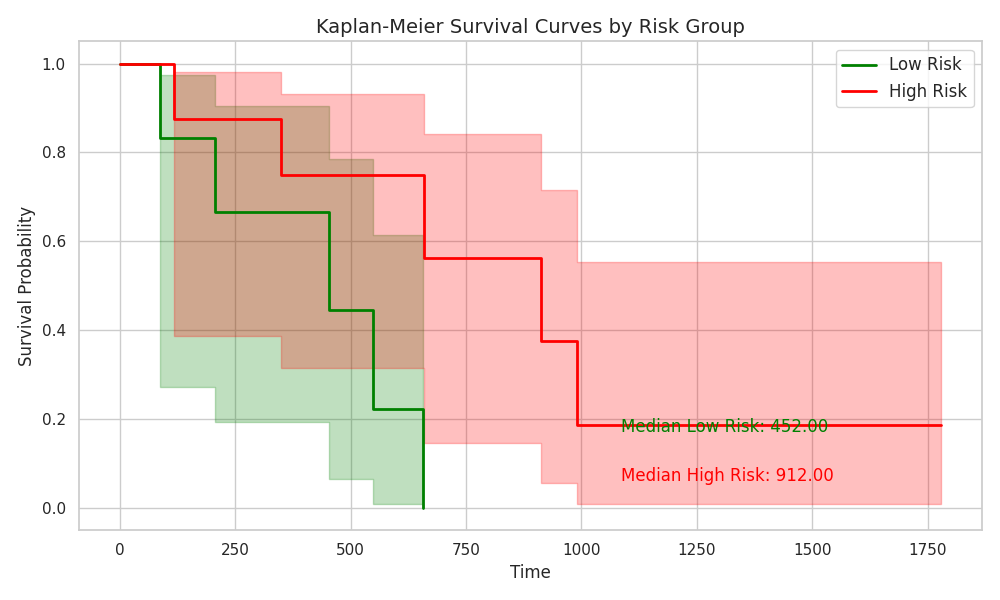 Kaplan-Meier Survival Curves by Risk Group
Low Risk
High Risk
1.0
0.8
0.6
0.4
0.2
0.0
Survival Probability
Median Low Risk: 452.00
Median High Risk: 912.00
0 250 500 750 1000 1250 1500 1750
Time